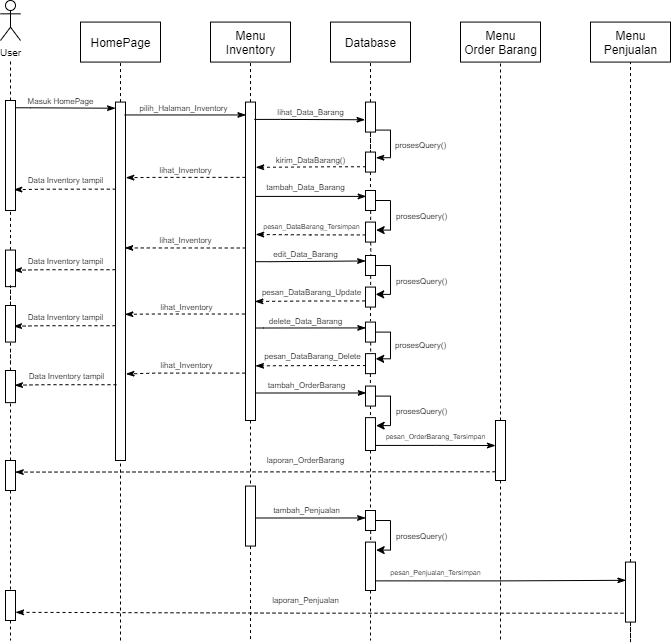 User
HomePage
Menu
Inventory
Database
Menu
Order Barang
Menu
Penjualan
Masuk HomePage
pilih_Halaman_Inventory
lihat_Data_Barang
prosesQuery()
kirim_DataBarang()
lihat_Inventory
Data Inventory tampil
tambah_Data_Barang
prosesQuery()
pesan_DataBarang_Tersimpan
lihat_Inventory
edit_Data_Barang
Data Inventory tampil
prosesQuery()
pesan_DataBarang_Update
lihat_Inventory
Data Inventory tampil
delete_Data_Barang
prosesQuery()
pesan_DataBarang_Delete
lihat_Inventory
Data Inventory tampil
tambah_OrderBarang
prosesQuery()
pesan_OrderBarang_Tersimpan
laporan_OrderBarang
tambah_Penjualan
prosesQuery()
pesan_Penjualan_Tersimpan
laporan_Penjualan